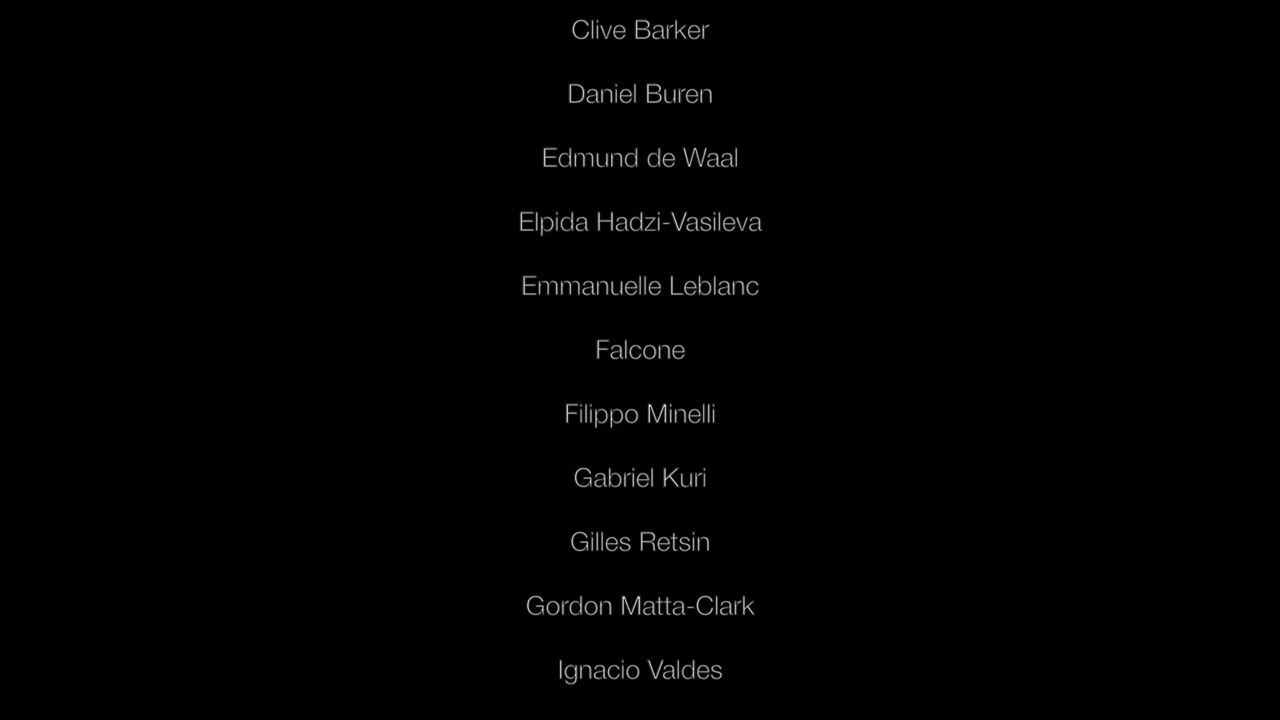 Clive Barker
Daniel Buren
Edmund de Waal
Elpida Hadzi-Vasileva
Emmanuelle Leblanc
Falcone
Filippo Minelli
Gabriel Kuri
Gilles Retsin
Gordon Matta-Clark
Ignacio Valdes